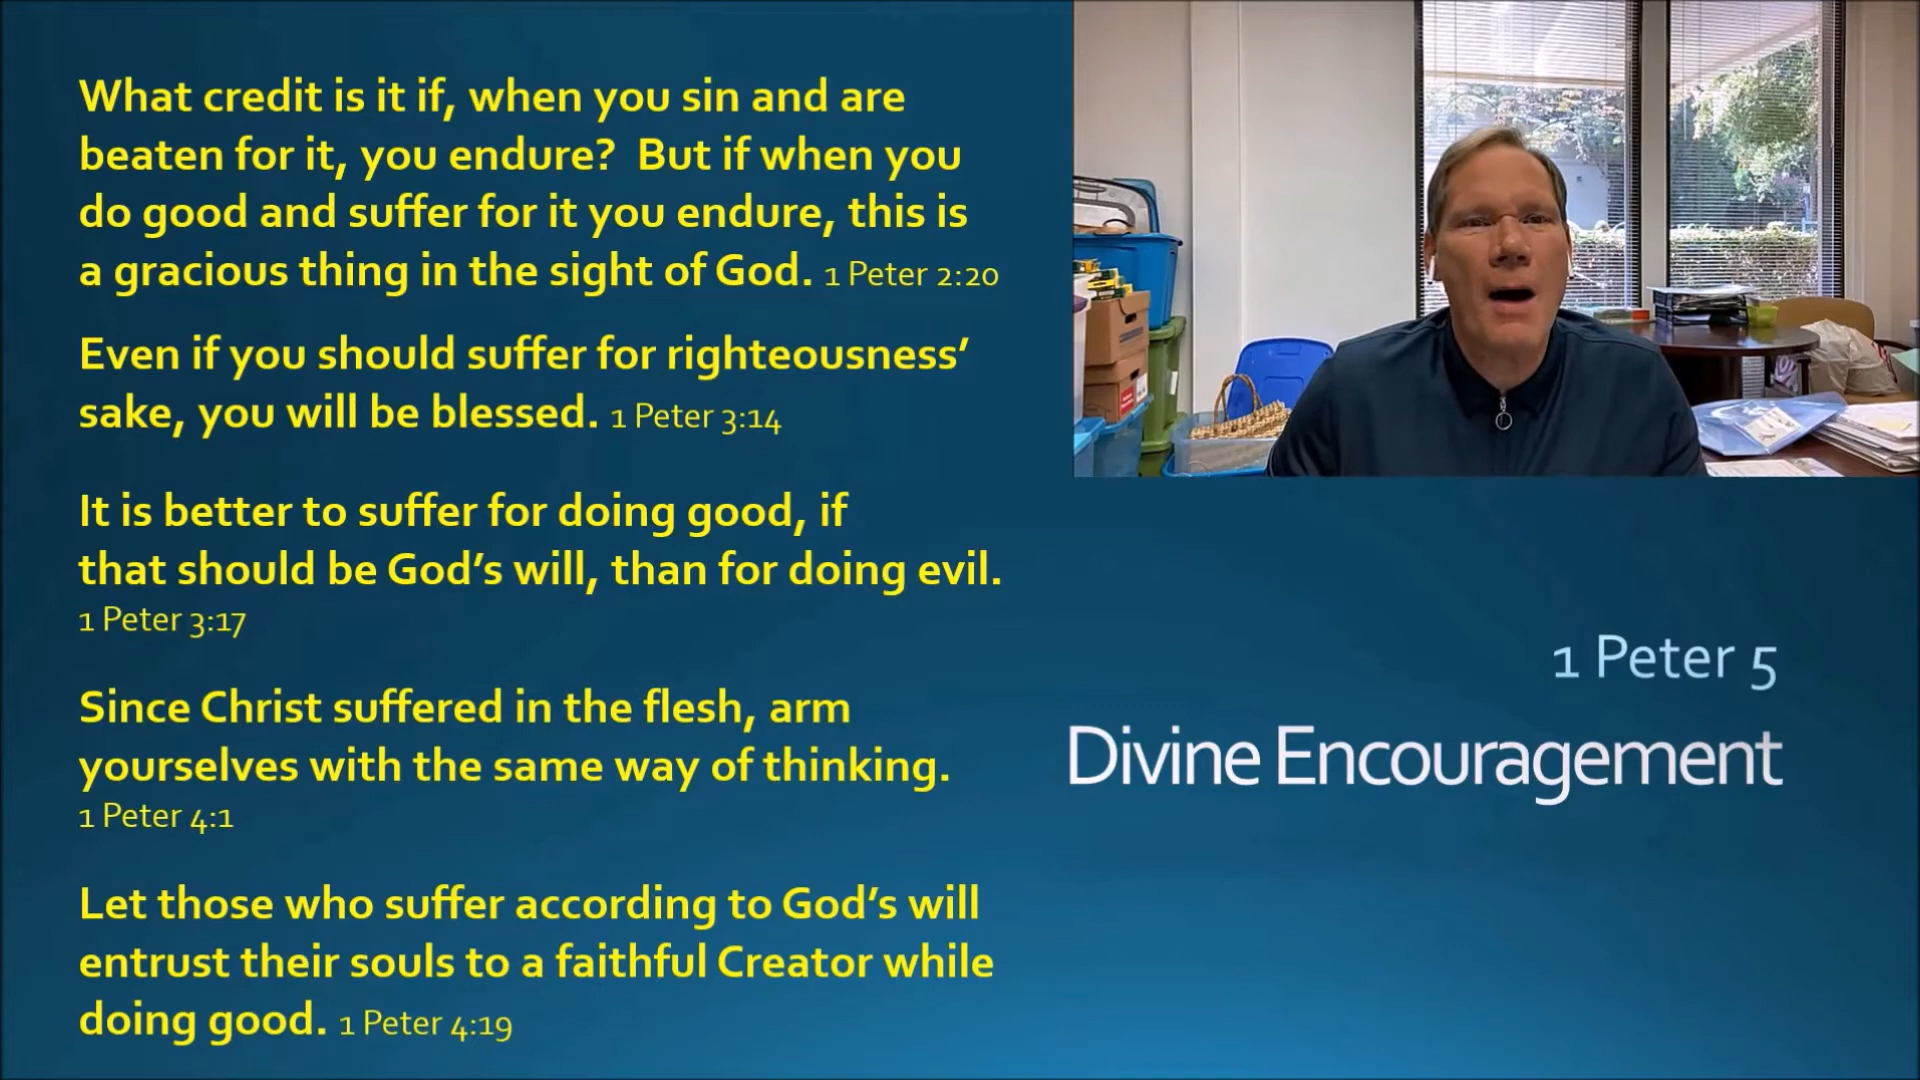 What credit is it if, when you sin and are
beaten for it, you endure?  But if when you
do good and suffer for it you endure, this is
a gracious thing in the sight of God. 1 Peter 2:20
Even if you should suffer for righteousness’
sake, you will be blessed. 1 Peter 3:14
It is better to suffer for doing good, if
that should be God’s will, than for doing evil.
1 Peter 3:17
Since Christ suffered in the flesh, arm
yourselves with the same way of thinking.
1 Peter 4:1
Let those who suffer according to God’s will
entrust their souls to a faithful Creator while
doing good. 1 Peter 4:19
1 Peter 5
Divine Encouragement